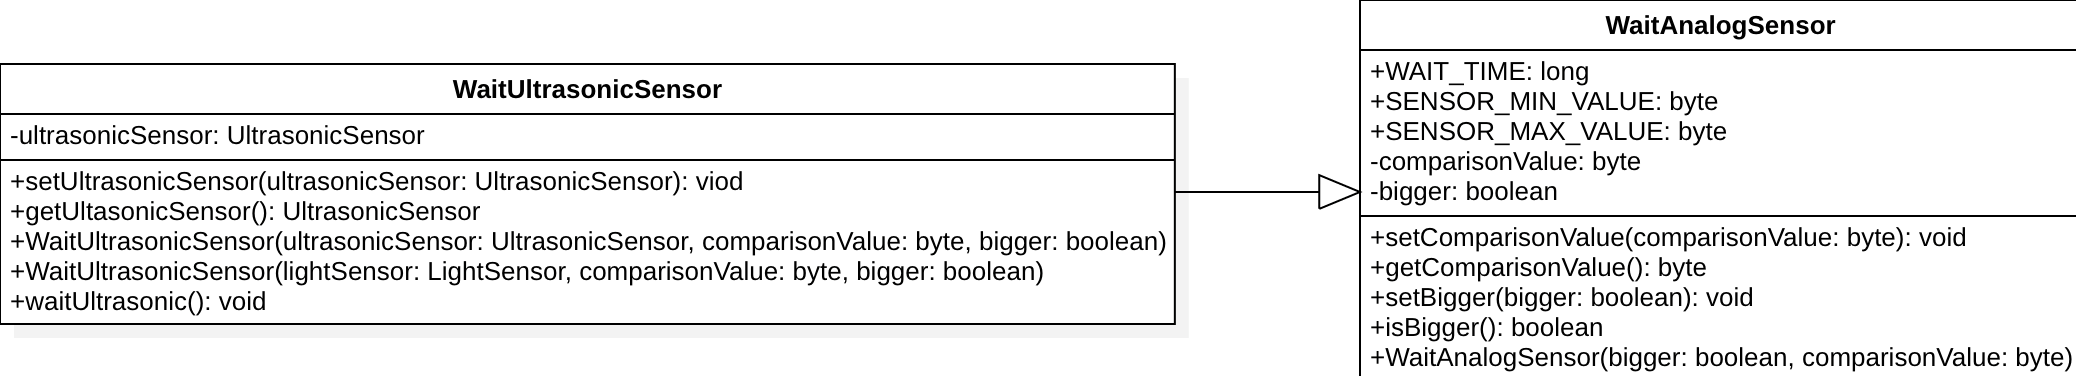 WaitUltrasonicSensor
-ultrasonicSensor: UltrasonicSensor
+setUltrasonicSensor(ultrasonicSensor: UltrasonicSensor): viod
+getUltasonicSensor(): UltrasonicSensor
+WaitUltrasonicSensor(ultrasonicSensor: UltrasonicSensor, comparisonValue: byte, bigger: boolean)
+WaitUltrasonicSensor(lightSensor: LightSensor, comparisonValue: byte, bigger: boolean)
+waitUltrasonic(): void
WaitAnalogSensor
+WAIT_TIME: long
+SENSOR_MIN_VALUE: byte
+SENSOR_MAX_VALUE: byte
-comparisonValue: byte
-bigger: boolean
+setComparisonValue(comparisonValue: byte): void
+getComparisonValue(): byte
+setBigger(bigger: boolean): void
+isBigger(): boolean
+WaitAnalogSensor(bigger: boolean, comparisonValue: byte)